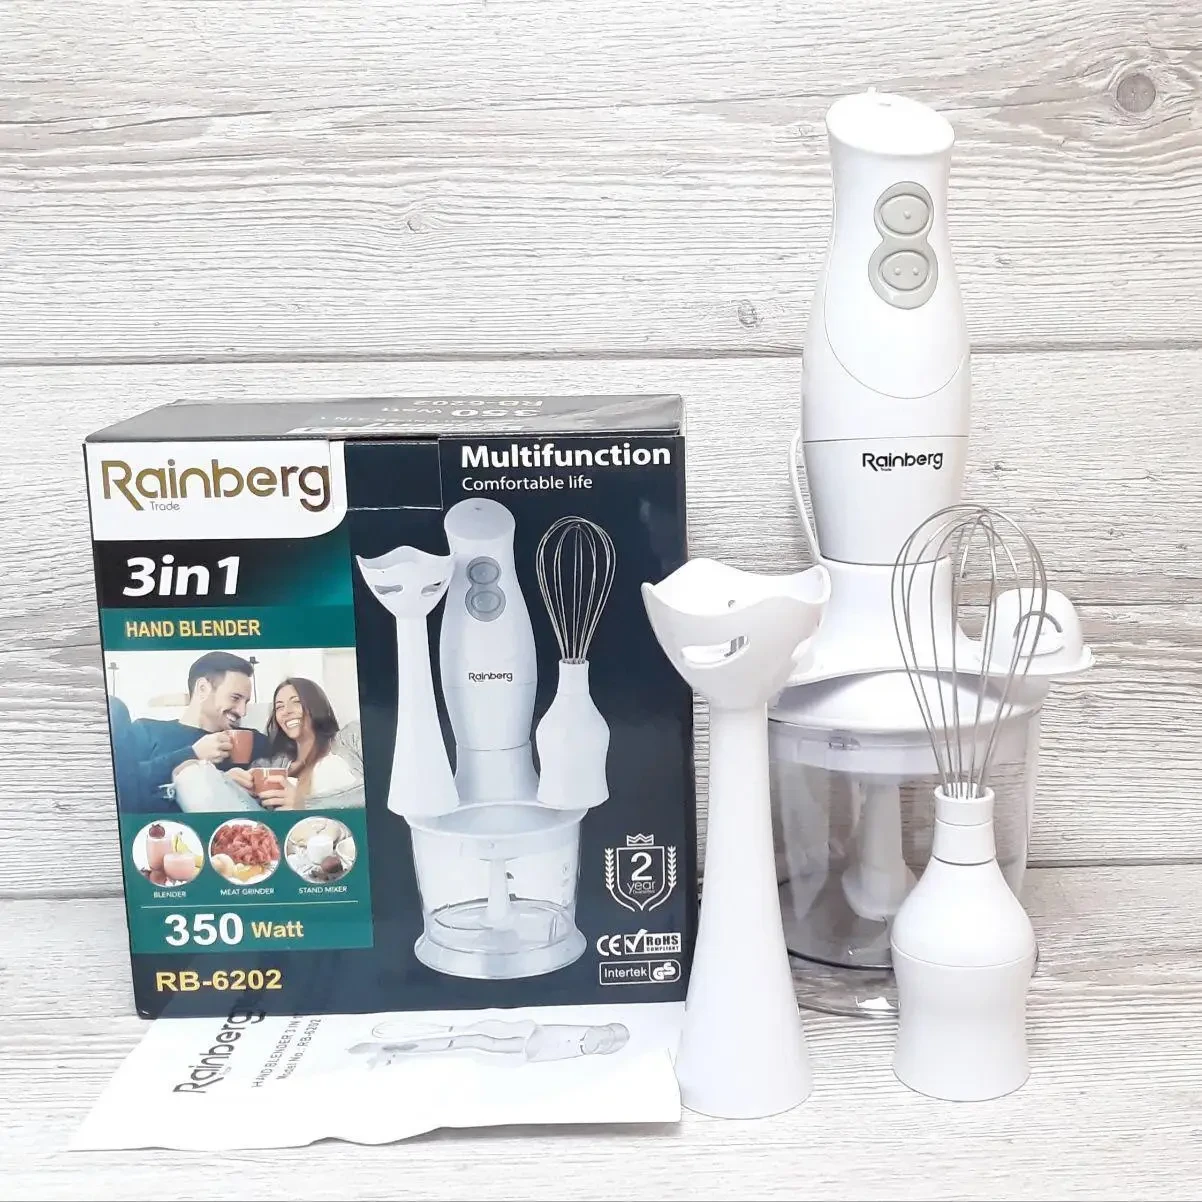 350 Watt
RB-6202
Rainberg
Trade
Multifunction
Comfortable life
3in1
HAND BLENDER
Rainberg
BLENDER
MEAT GRINDER
STAND MIXER
350 Watt
RB-6202
2
year
CE RoHS
COMPLIANT
Intertek GS
Rainberg
Trade
Rainberg
Trade
HAND BLENDER 3 IN 1
Model No.: RB-6202